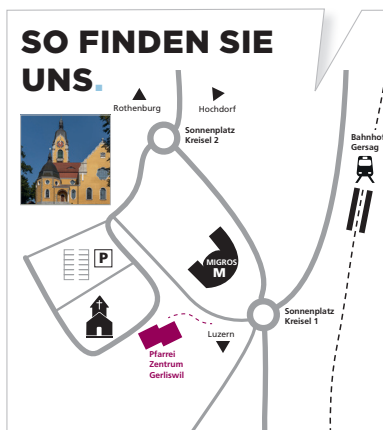 SO FINDEN SIE
UNS.
Rothenburg
Hochdorf
Sonnenplatz
Kreisel 2
Bahnhof
Gersag
P
MIGROS
M
Sonnenplatz
Kreisel 1
Luzern
Pfarrei
Zentrum
Gerliswil